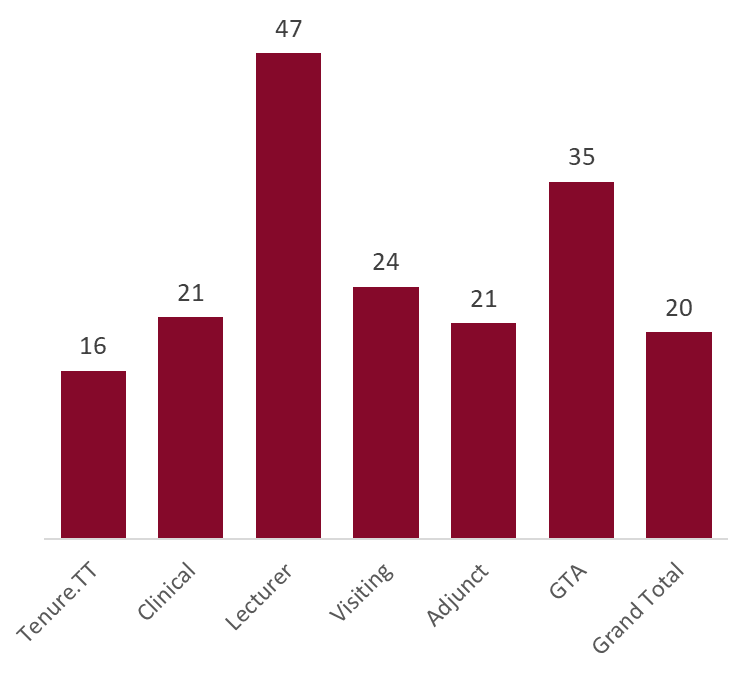 47
35
24
21
21
20
16
Tenure.TT
Clinical
Lecturer
Visiting
Adjunct
GTA
Grand Total